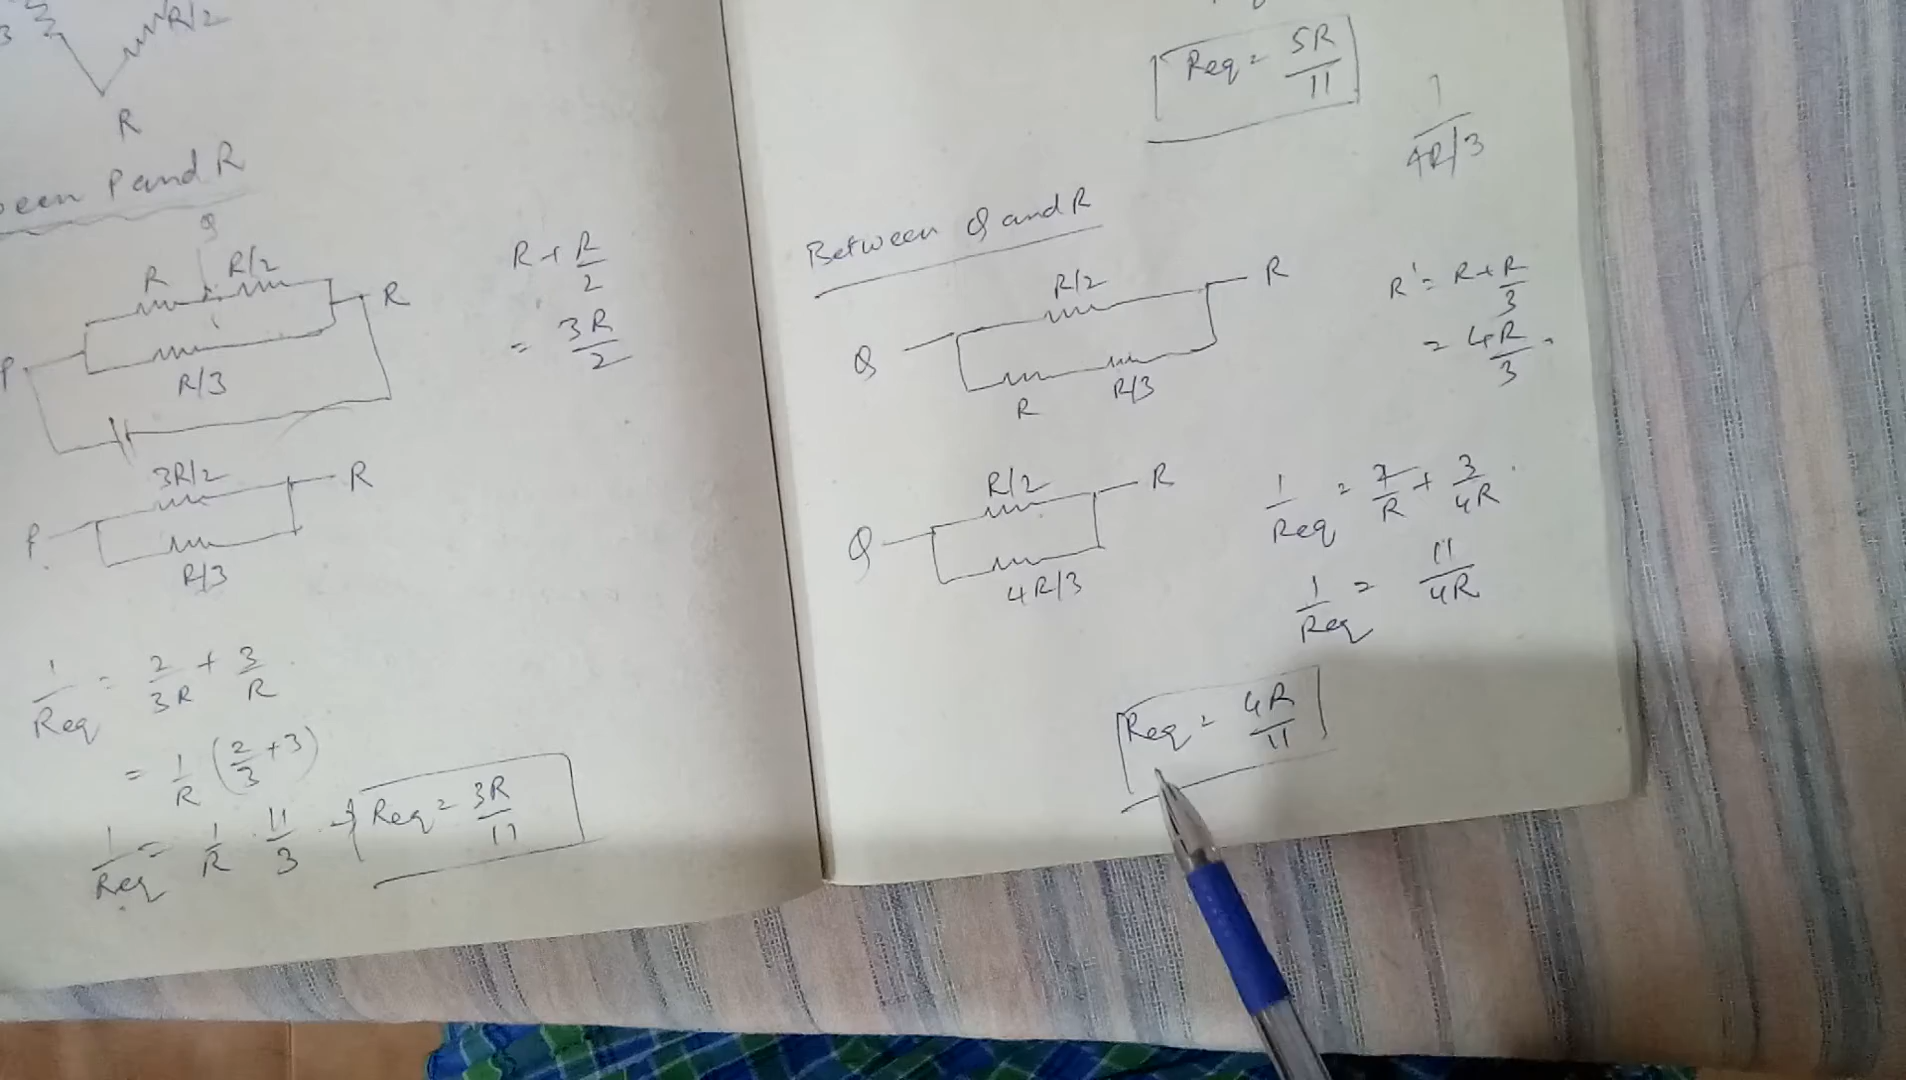 R/2
R
P and R
Q
R
R/2
R
P
R/3
R + R/2
= 3R/2
3R/2
R
P
R/3
1/Req = 2/3R + 3/R
= 1/R (2/3 + 3)
1/Req = 1/R . 11/3 → Req = 3R/11
Req = 5R/11
1/4R/3
Between Q and R
R/2
R
Q
R
R/3
R' = R + R/3
= 4R/3
R/2
R
Q
4R/3
1/Req = 2/R + 3/4R
1/Req = 11/4R
Req = 4R/11